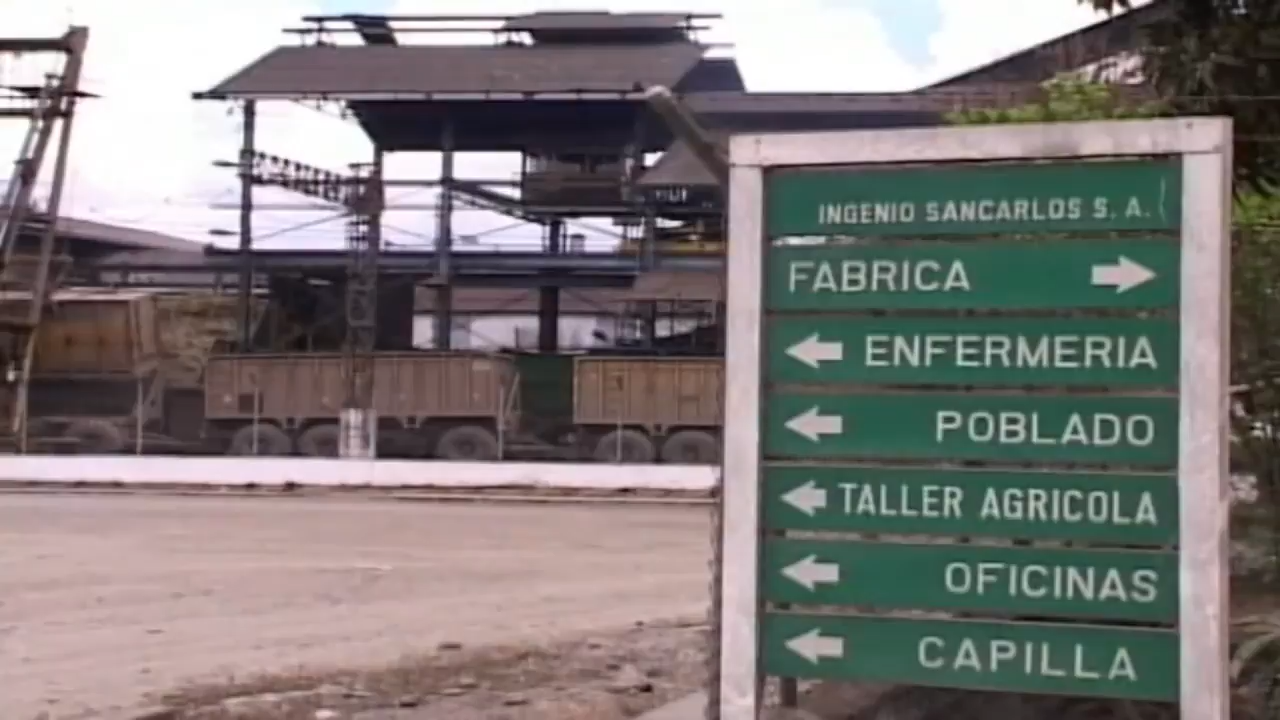 INGENIO SANCARLOS S. A.
FABRICA
ENFERMERIA
POBLADO
TALLER AGRICOLA
OFICINAS
CAPILLA